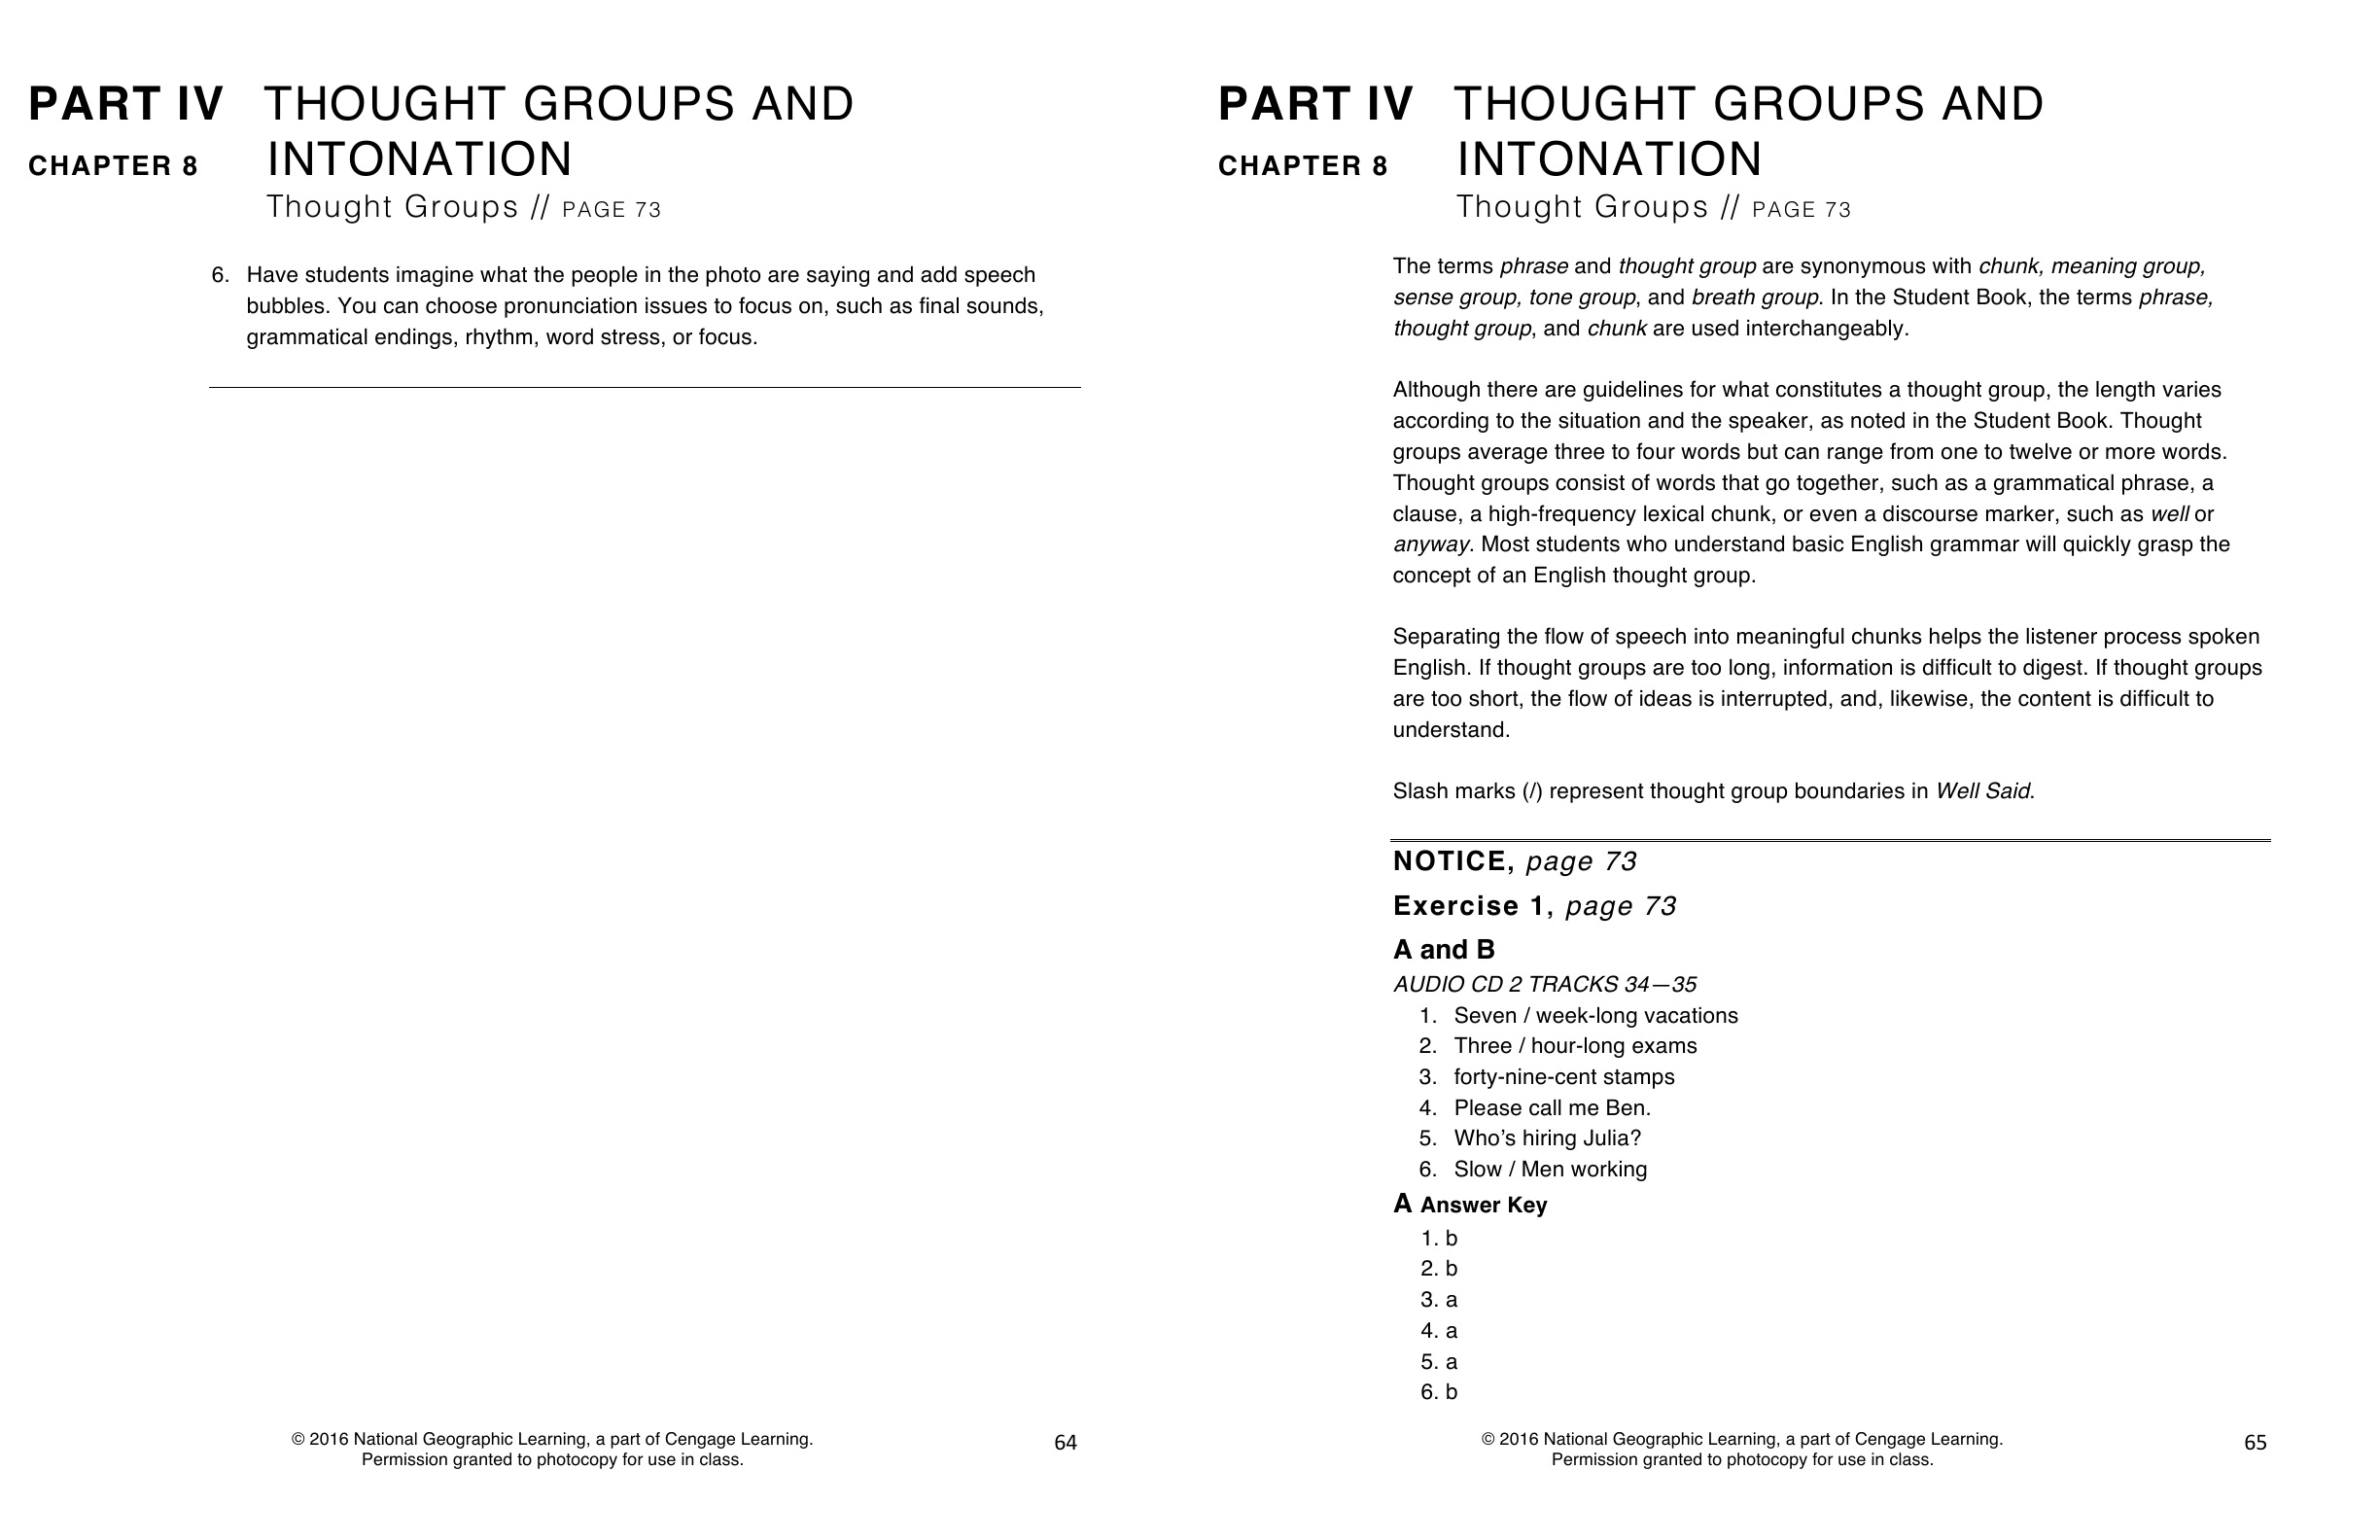 PART IV THOUGHT GROUPS AND
CHAPTER 8 INTONATION
Thought Groups // PAGE 73
6. Have students imagine what the people in the photo are saying and add speech
bubbles. You can choose pronunciation issues to focus on, such as final sounds,
grammatical endings, rhythm, word stress, or focus.
© 2016 National Geographic Learning, a part of Cengage Learning.
Permission granted to photocopy for use in class.
64
PART IV THOUGHT GROUPS AND
CHAPTER 8 INTONATION
Thought Groups // PAGE 73
The terms phrase and thought group are synonymous with chunk, meaning group,
sense group, tone group, and breath group. In the Student Book, the terms phrase,
thought group, and chunk are used interchangeably.
Although there are guidelines for what constitutes a thought group, the length varies
according to the situation and the speaker, as noted in the Student Book. Thought
groups average three to four words but can range from one to twelve or more words.
Thought groups consist of words that go together, such as a grammatical phrase, a
clause, a high-frequency lexical chunk, or even a discourse marker, such as well or
anyway. Most students who understand basic English grammar will quickly grasp the
concept of an English thought group.
Separating the flow of speech into meaningful chunks helps the listener process spoken
English. If thought groups are too long, information is difficult to digest. If thought groups
are too short, the flow of ideas is interrupted, and, likewise, the content is difficult to
understand.
Slash marks (/) represent thought group boundaries in Well Said.
NOTICE, page 73
Exercise 1, page 73
A and B
AUDIO CD 2 TRACKS 34—35
1. Seven / week-long vacations
2. Three / hour-long exams
3. forty-nine-cent stamps
4. Please call me Ben.
5. Who’s hiring Julia?
6. Slow / Men working
A Answer Key
1. b
2. b
3. a
4. a
5. a
6. b
© 2016 National Geographic Learning, a part of Cengage Learning.
Permission granted to photocopy for use in class.
65